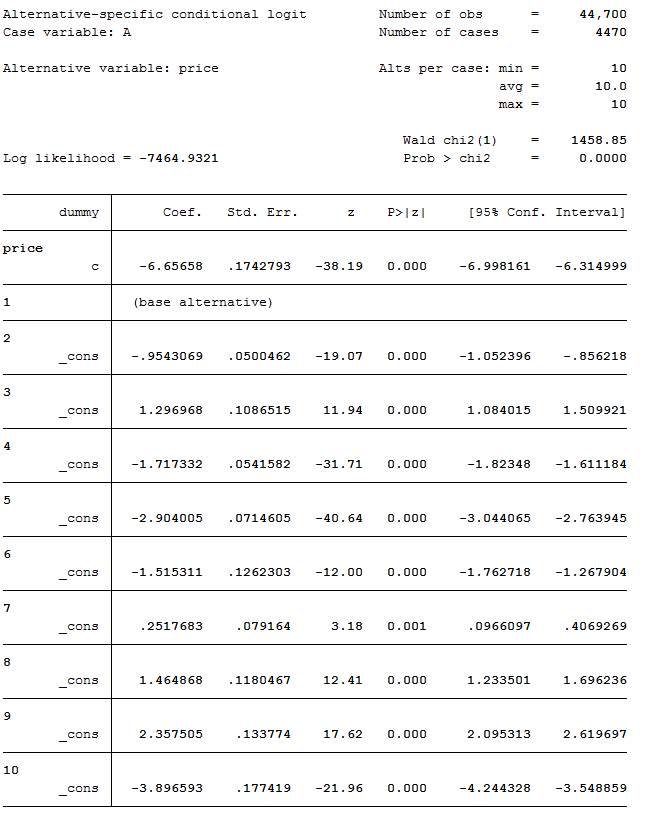 Alternative-specific conditional logit Number of obs = 44,700
Case variable: A Number of cases = 4470
Alternative variable: price Alts per case: min = 10
avg = 10.0
max = 10
Wald chi2(1) = 1458.85
Log likelihood = -7464.9321 Prob > chi2 = 0.0000
dummy Coef. Std. Err. z P>|z| [95% Conf. Interval]
price
c -6.65658 .1742793 -38.19 0.000 -6.998161 -6.314999
1 (base alternative)
2
_cons -.9543069 .0500462 -19.07 0.000 -1.052396 -.856218
3
_cons 1.296968 .1086515 11.94 0.000 1.084015 1.509921
4
_cons -1.717332 .0541582 -31.71 0.000 -1.82348 -1.611184
5
_cons -2.904005 .0714605 -40.64 0.000 -3.044065 -2.763945
6
_cons -1.515311 .1262303 -12.00 0.000 -1.762718 -1.267904
7
_cons .2517683 .079164 3.18 0.001 .0966097 .4069269
8
_cons 1.464868 .1180467 12.41 0.000 1.233501 1.696236
9
_cons 2.357505 .133774 17.62 0.000 2.095313 2.619697
10
_cons -3.896593 .177419 -21.96 0.000 -4.244328 -3.548859